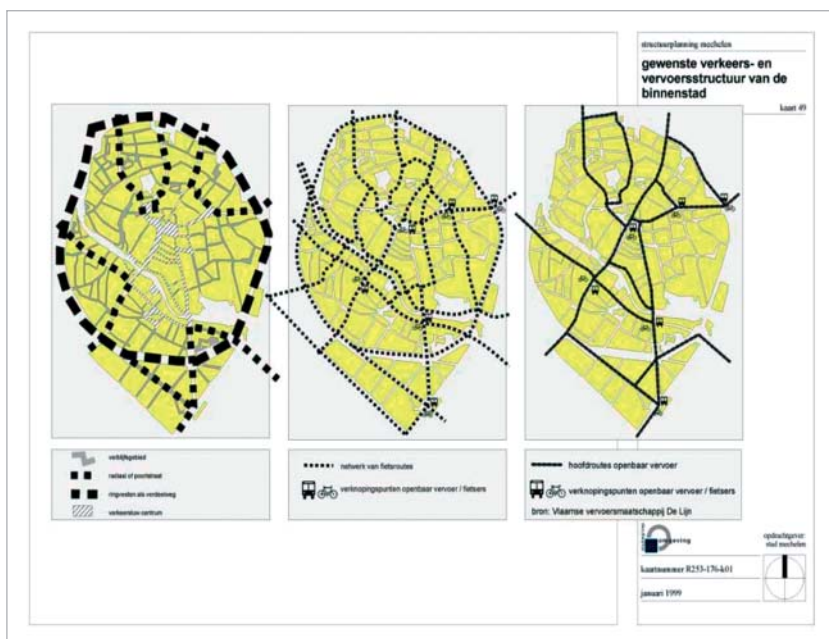 structuurplanning mechelen
gewenste verkeers- en
vervoersstructuur van de
binnenstad
kaart 49
verblijfsgebied
radiaal of poortstraat
ringwegen als verdeelweg
verkeersluw centrum
netwerk van fietsroutes
verknopingspunten openbaar vervoer / fietsers
hoofdroutes openbaar vervoer
verknopingspunten openbaar vervoer / fietsers
bron: Vlaamse vervoersmaatschappij De Lijn
omgeving
opdrachtgever:
stad mechelen
kaartnummer R253-176-k01
januari 1999